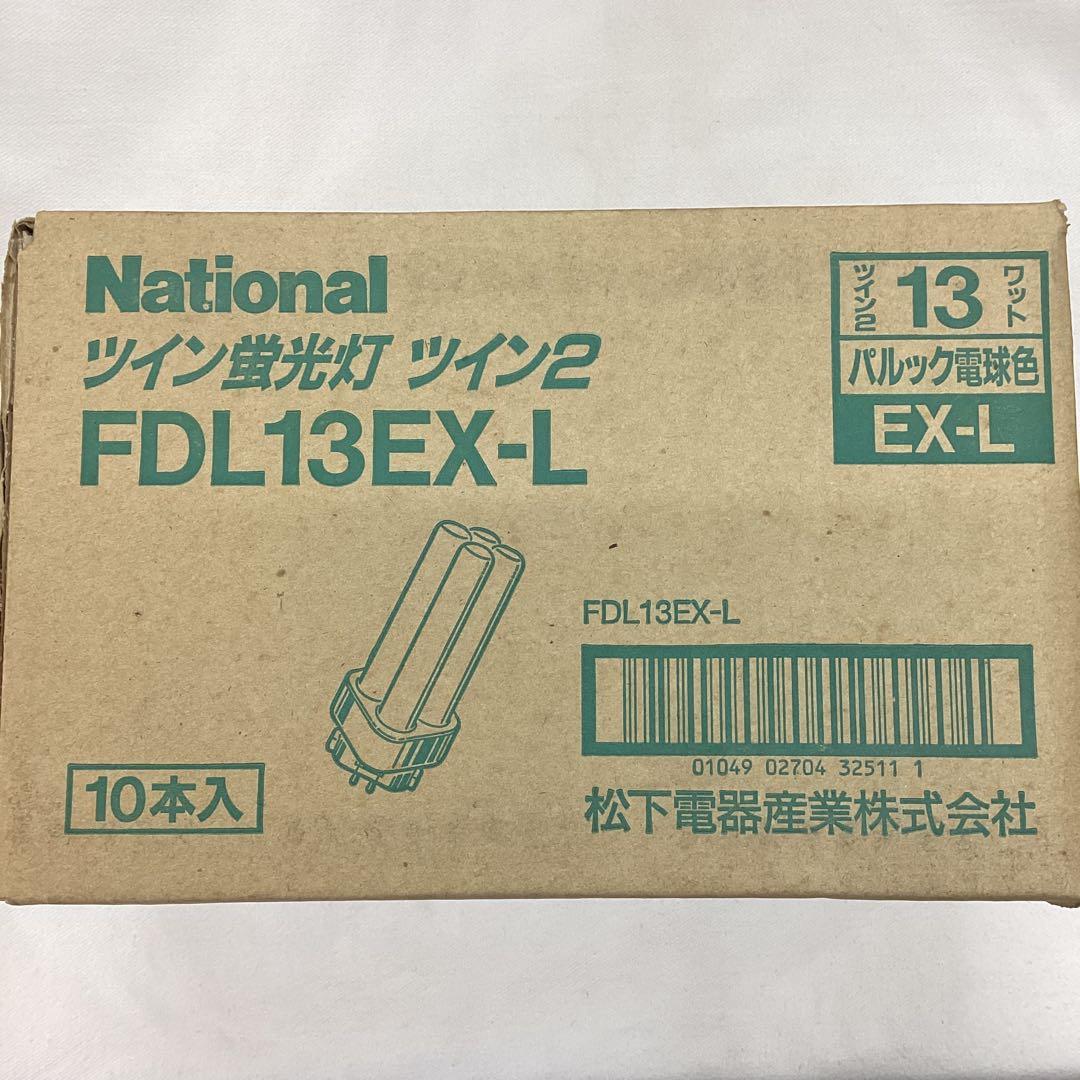 National
ツイン蛍光灯 ツイン2
FDL13EX-L
ツイン2 13 ワット
パルック電球色
EX-L
FDL13EX-L
01049 02704 32511 1
10本入
松下電器産業株式会社